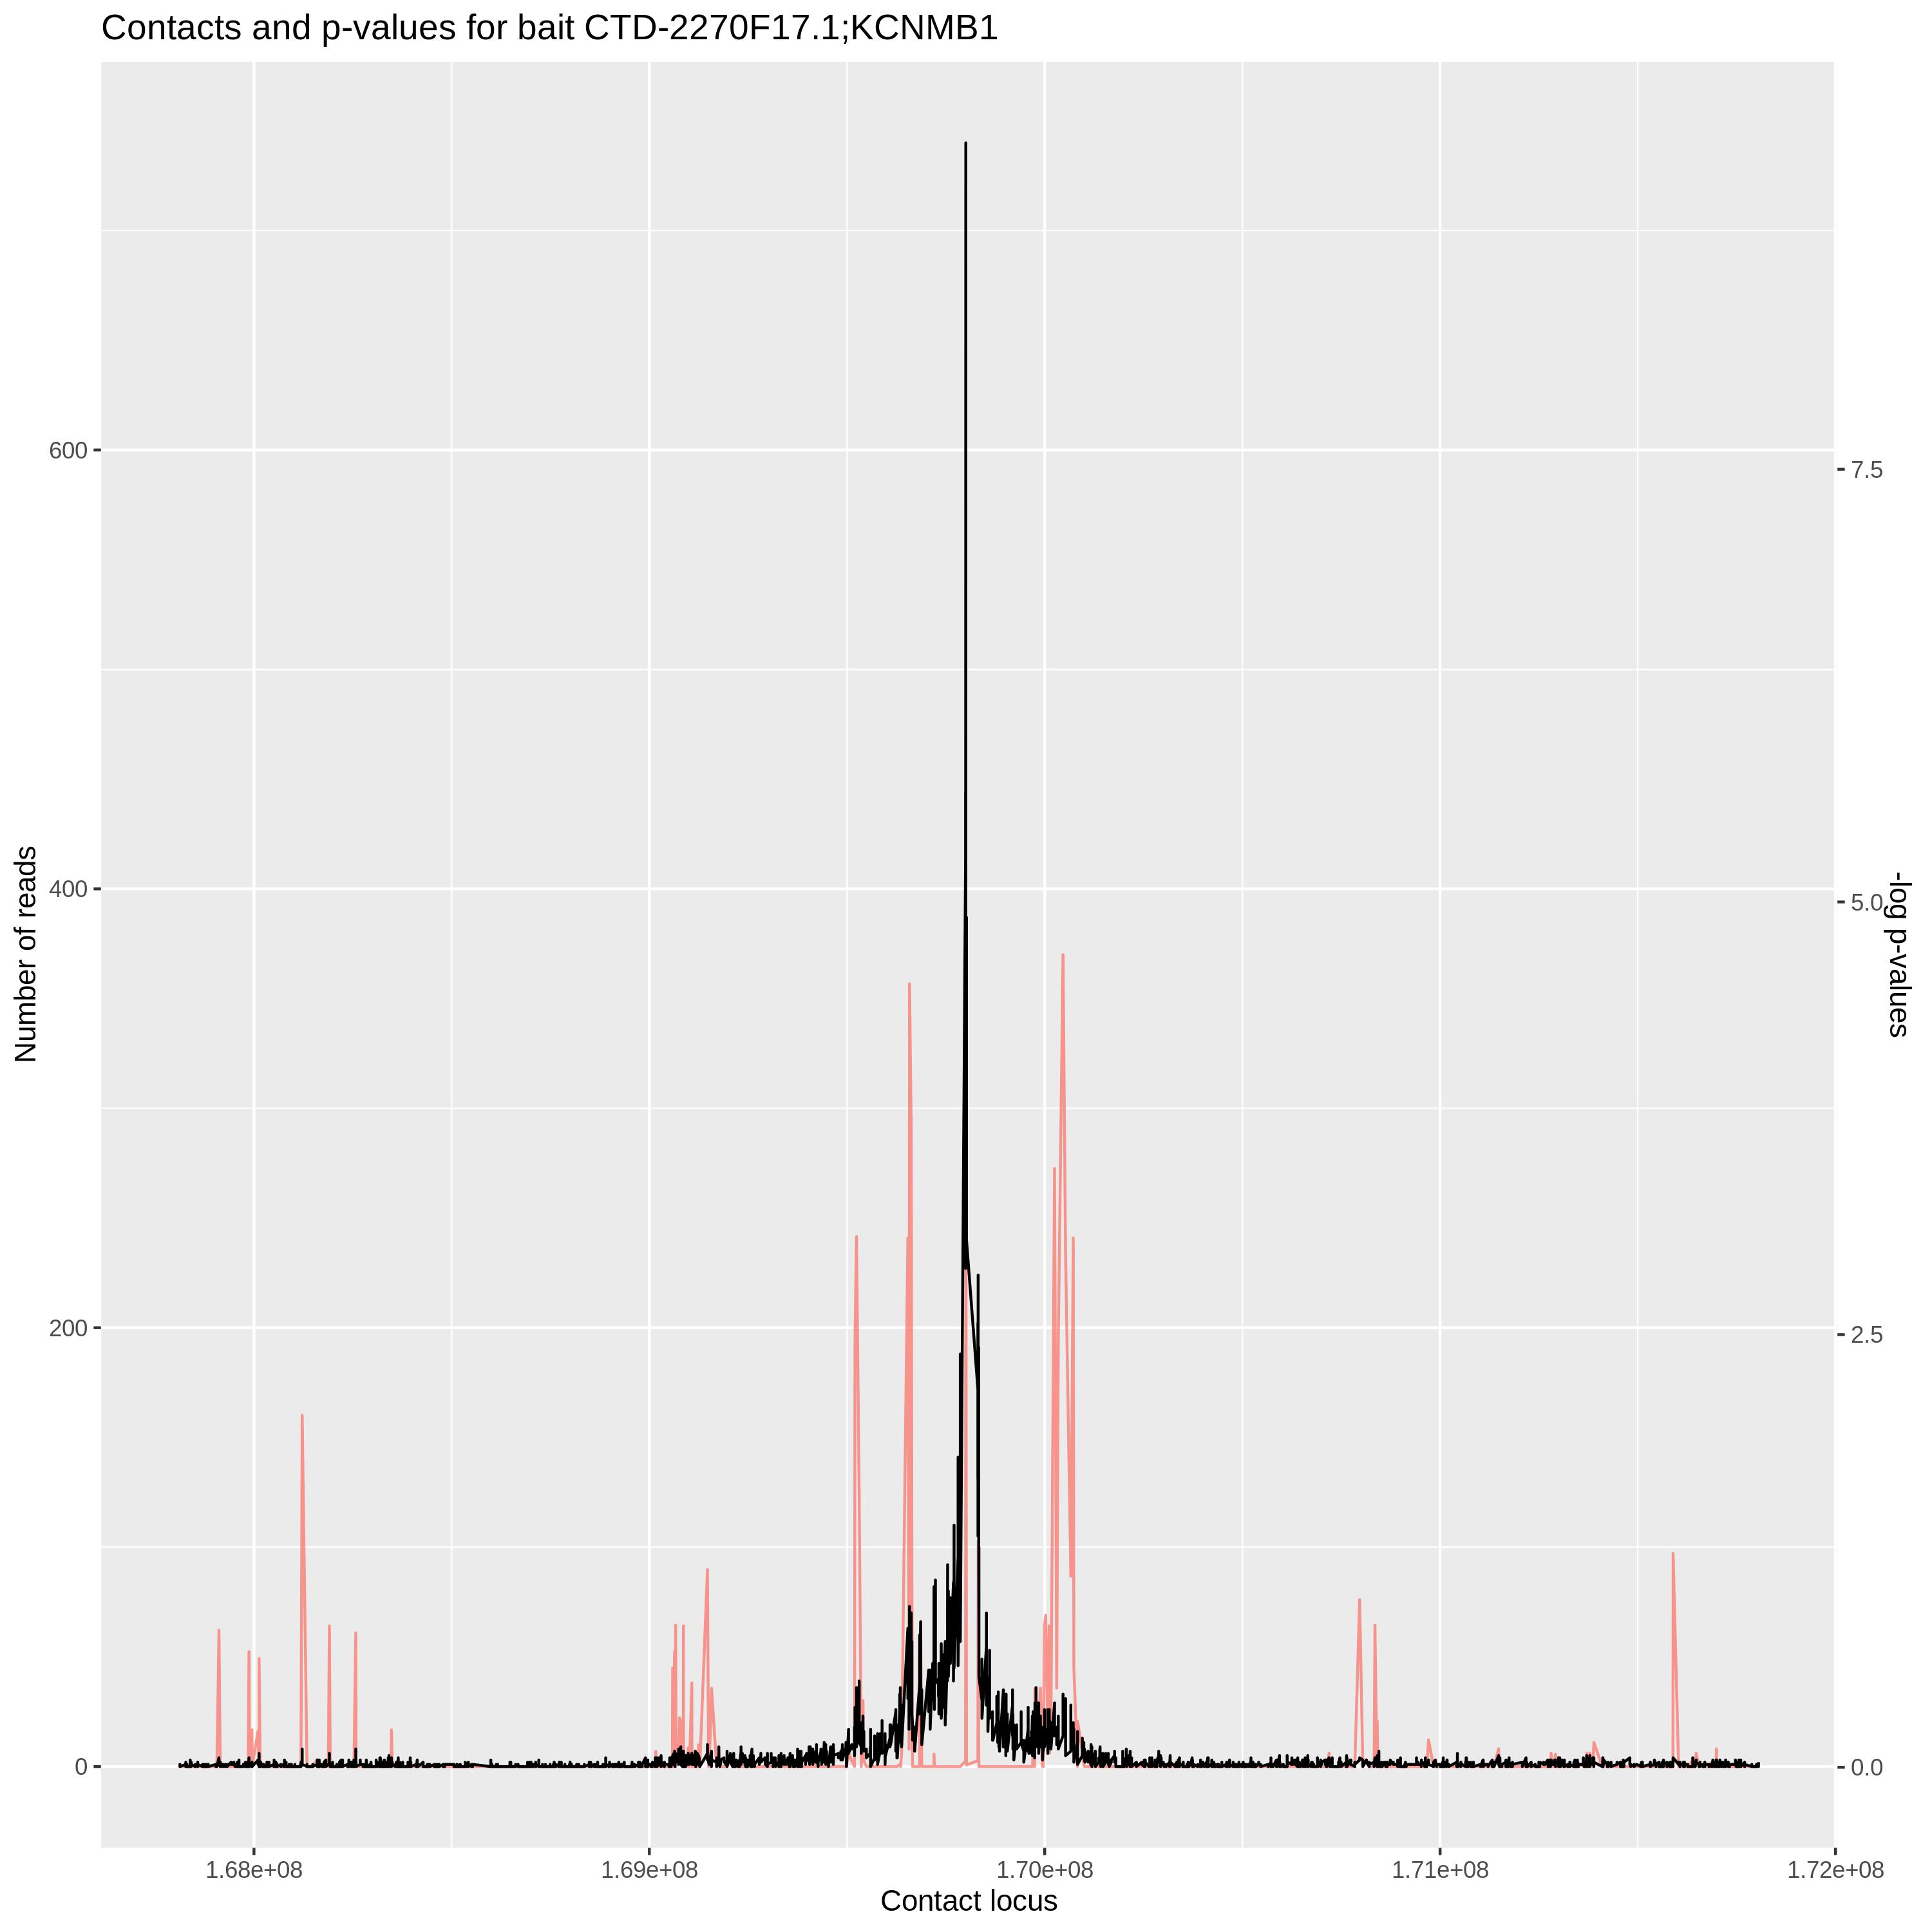 Contacts and p-values for bait CTD-2270F17.1;KCNMB1
Number of reads
600
400
200
0
7.5
5.0
2.5
0.0
-log p-values
1.68e+08
1.69e+08
1.70e+08
1.71e+08
1.72e+08
Contact locus